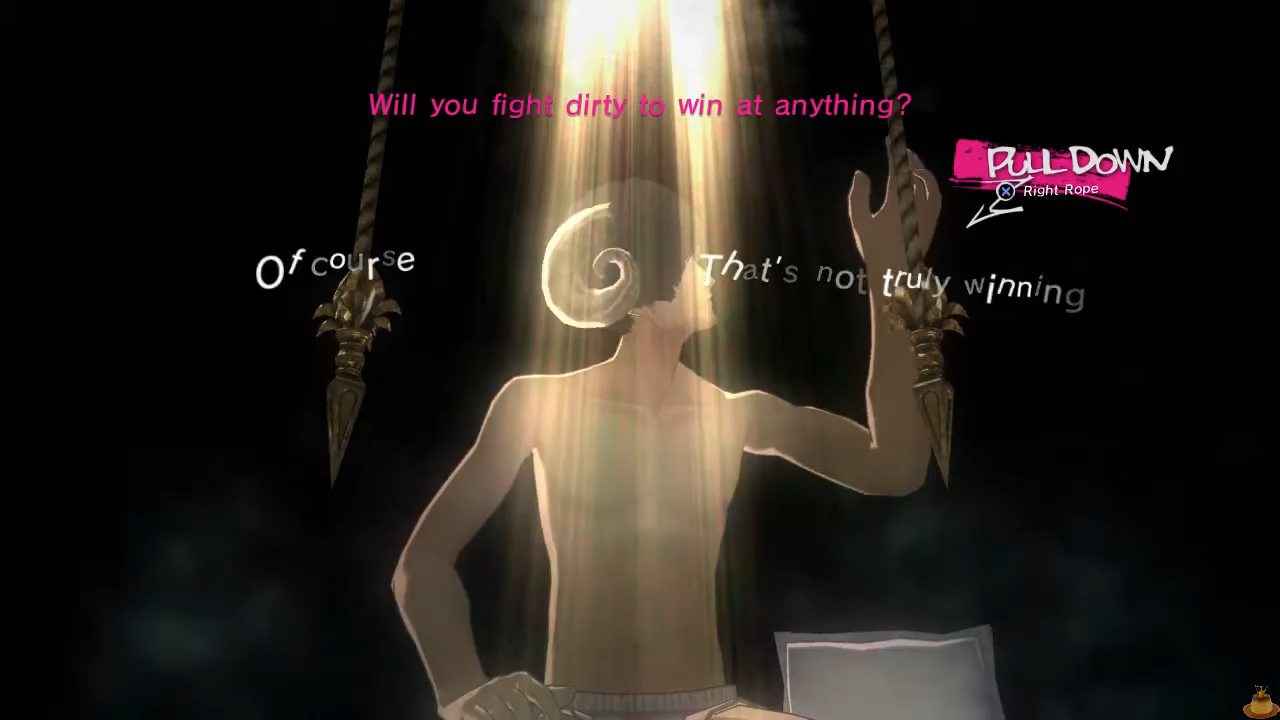 Will you fight dirty to win at anything?
PULL DOWN
Right Rope
Of course
That's not truly winning